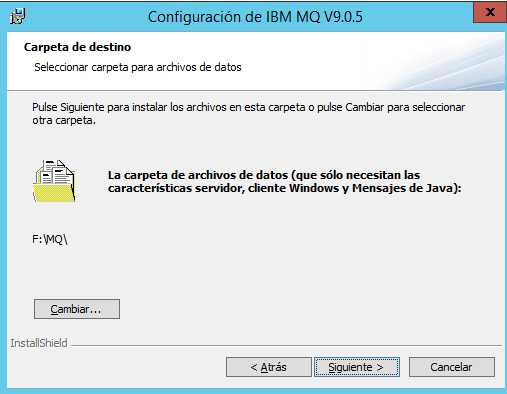 Configuración de IBM MQ V9.0.5
x
Carpeta de destino
Seleccionar carpeta para archivos de datos
Pulse Siguiente para instalar los archivos en esta carpeta o pulse Cambiar para seleccionar
otra carpeta.
La carpeta de archivos de datos (que sólo necesitan las
características servidor, cliente Windows y Mensajes de Java):
F:\MQ\
Cambiar...
InstallShield
< Atrás
Siguiente >
Cancelar